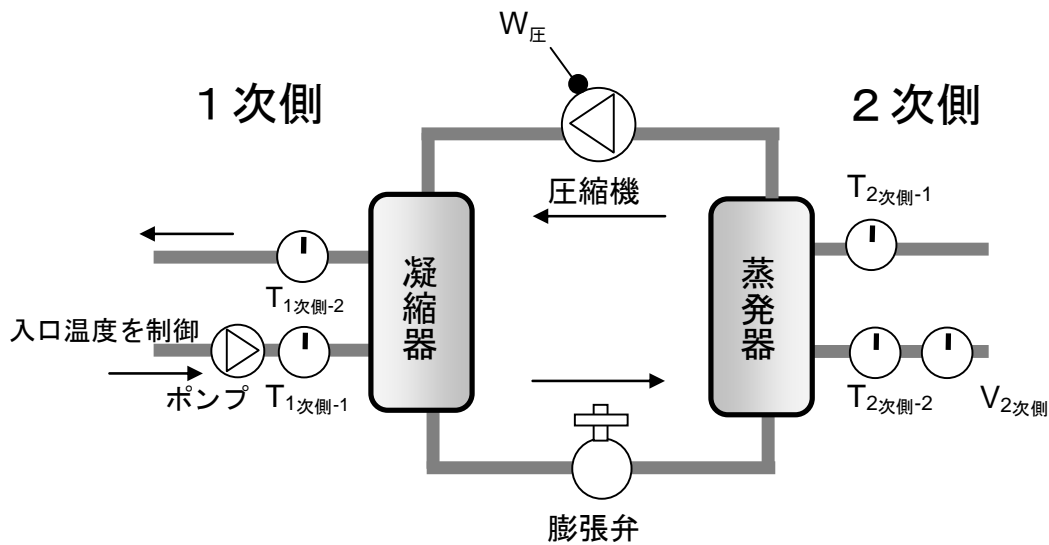 W圧
1次側
2次側
圧縮機
T2次側-1
凝縮器
蒸発器
T1次側-2
入口温度を制御
ポンプ
T1次側-1
T2次側-2
V2次側
膨張弁